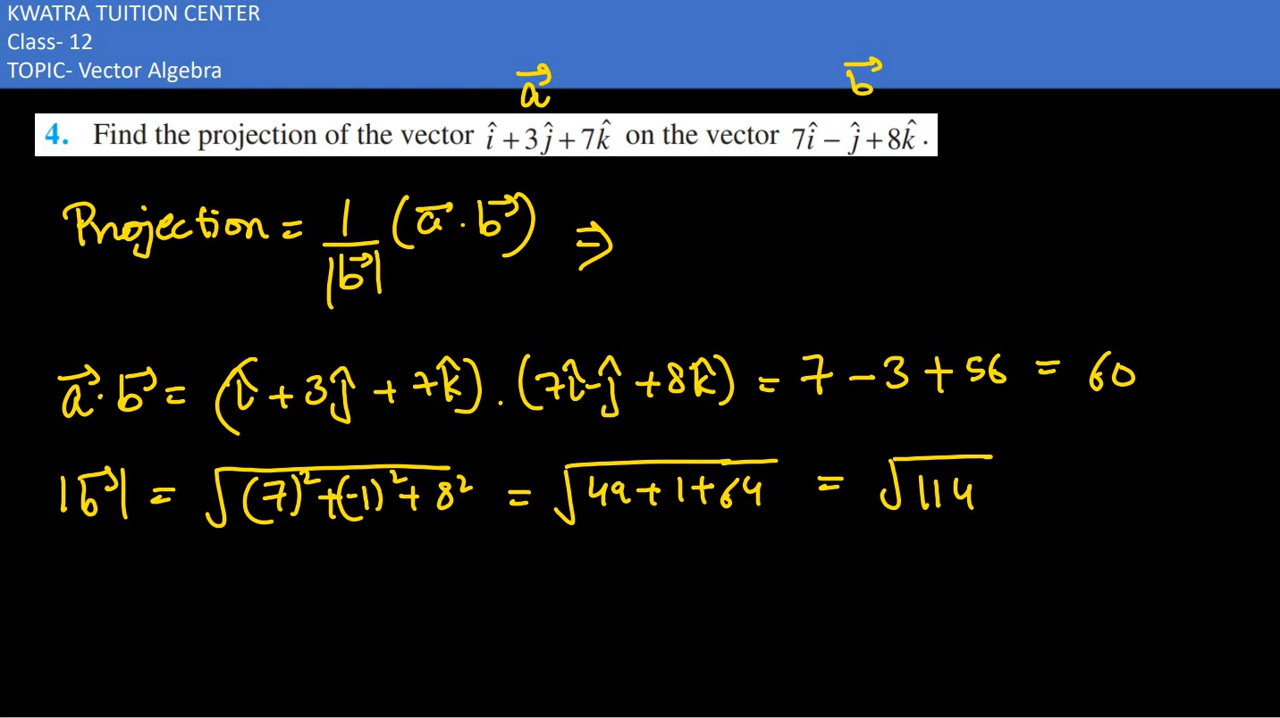 KWATRA TUITION CENTER
Class- 12
TOPIC- Vector Algebra
a⃗ b⃗
4. Find the projection of the vector î + 3ĵ + 7k̂ on the vector 7î – ĵ + 8k̂ .
Projection = 1/|b⃗| (a⃗ · b⃗) ⇒
a⃗ · b⃗ = (î + 3ĵ + 7k̂) . (7î - ĵ + 8k̂) = 7 - 3 + 56 = 60
|b⃗| = √((7)² + (-1)² + 8²) = √(49 + 1 + 64) = √114